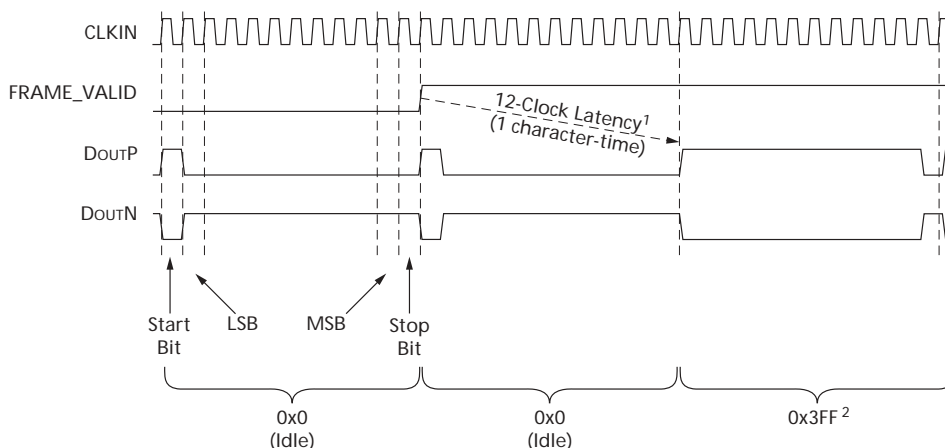 CLKIN
FRAME_VALID
12-Clock Latency1
(1 character-time)
DOUTP
DOUTN
Start
Bit
LSB
MSB
Stop
Bit
0x0
(Idle)
0x0
(Idle)
0x3FF 2